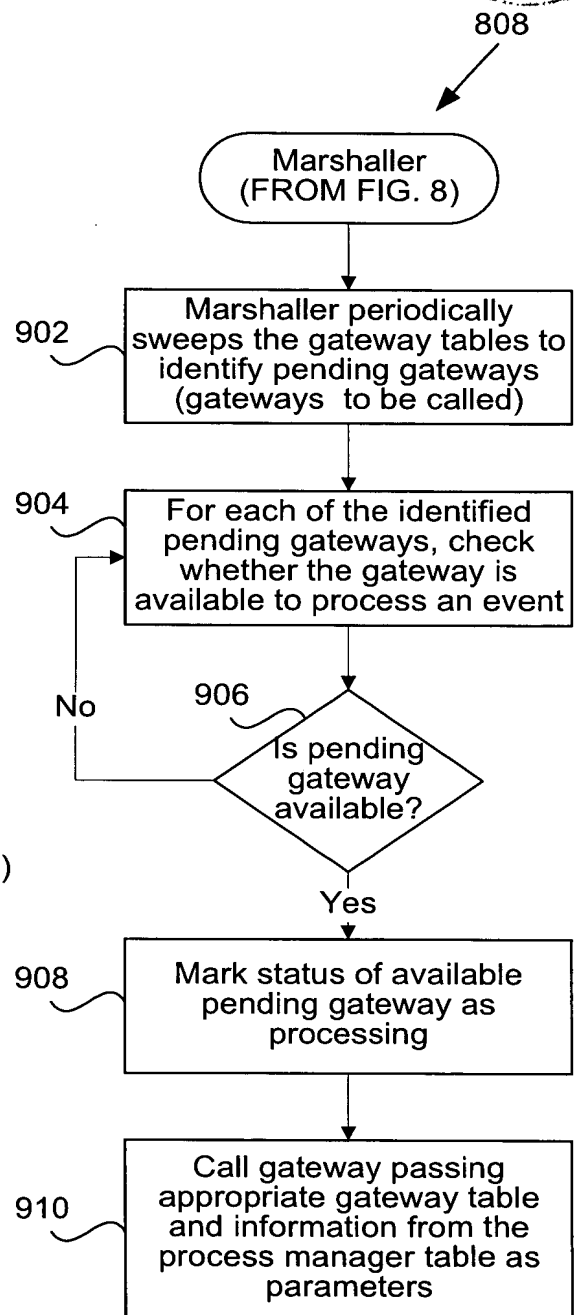 808
Marshaller
(FROM FIG. 8)
902
Marshaller periodically
sweeps the gateway tables to
identify pending gateways
(gateways to be called)
904
For each of the identified
pending gateways, check
whether the gateway is
available to process an event
No
906
Is pending
gateway
available?
)
Yes
908
Mark status of available
pending gateway as
processing
910
Call gateway passing
appropriate gateway table
and information from the
process manager table as
parameters